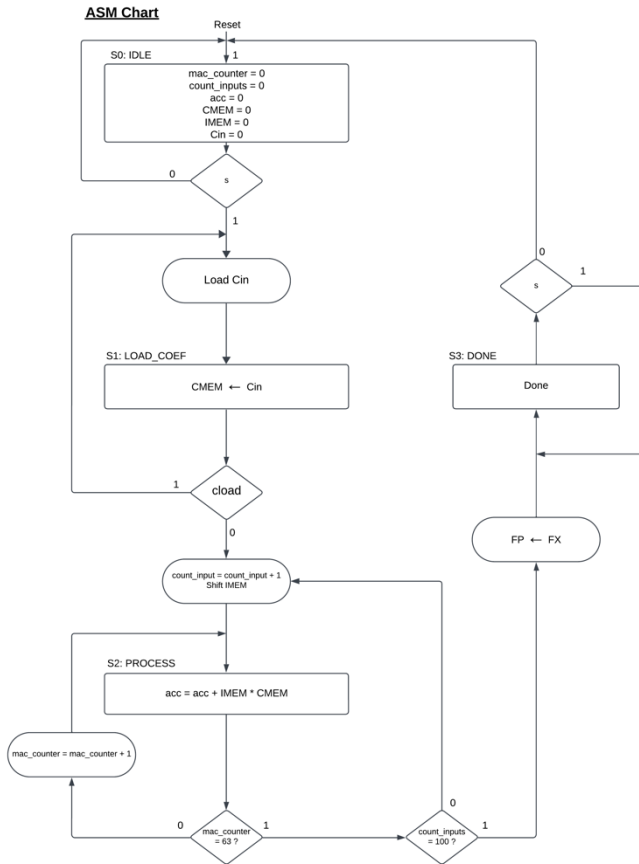 ASM Chart
Reset
1
S0: IDLE
mac_counter = 0
count_inputs = 0
acc = 0
CMEM = 0
IMEM = 0
Cin = 0
0
s
1
Load Cin
S1: LOAD_COEF
CMEM ← Cin
1
cload
0
count_input = count_input + 1
Shift IMEM
S2: PROCESS
acc = acc + IMEM * CMEM
mac_counter = mac_counter + 1
0
mac_counter
= 63 ?
1
count_inputs
= 100 ?
0
1
FP ← FX
S3: DONE
Done
s
0
1